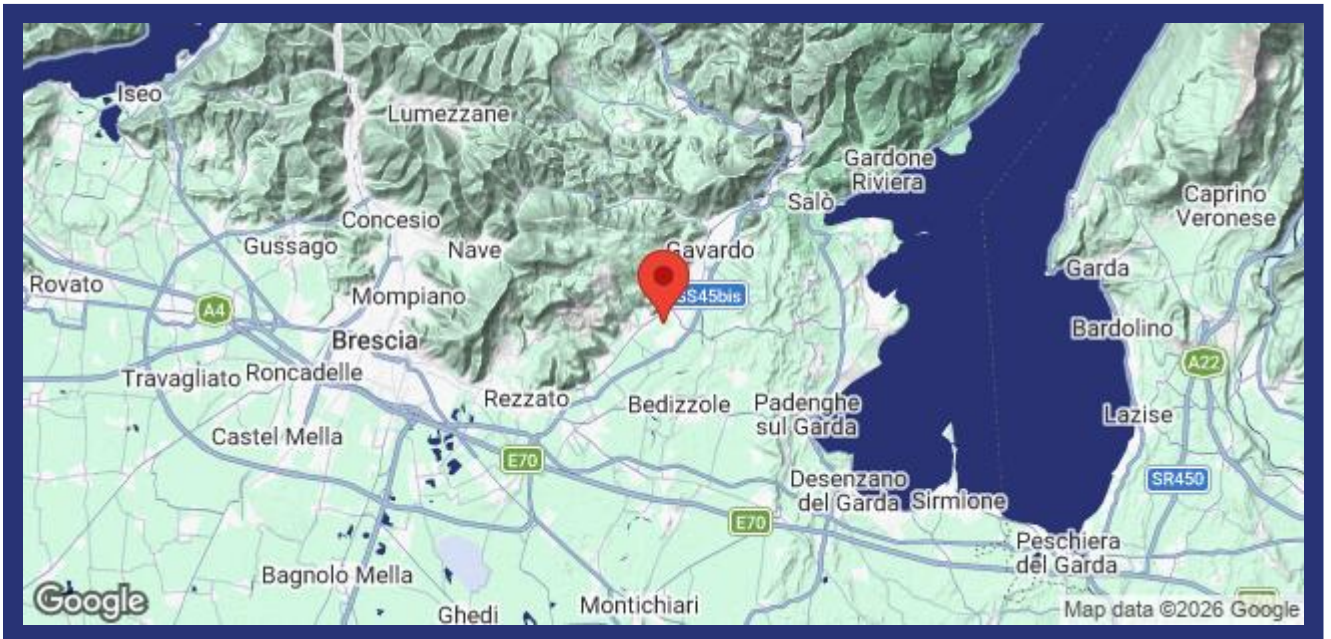 Iseo
Lumezzane
Gardone
Riviera
Caprino
Veronese
Salò
Concesio
Gussago
Nave
Gavardo
Garda
Rovato
Mompiano
SS45bis
A4
Bardolino
Brescia
A22
Travagliato
Roncadelle
Rezzato
Bedizzole
Padenghe
sul Garda
Lazise
Castel Mella
E70
Desenzano
del Garda
Sirmione
SR450
E70
Peschiera
del Garda
Bagnolo Mella
Google
Ghedi
Montichiari
Map data ©2026 Google